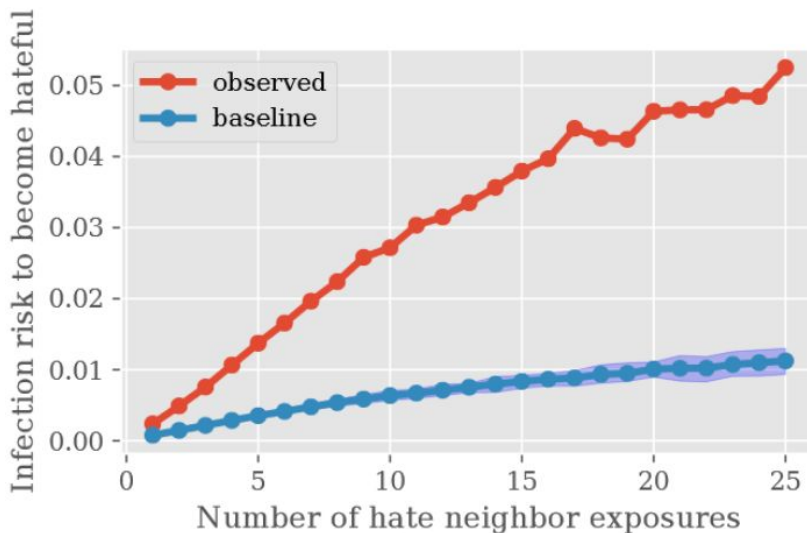 Infection risk to become hateful
0.05
0.04
0.03
0.02
0.01
0.00
observed
baseline
0 5 10 15 20 25
Number of hate neighbor exposures